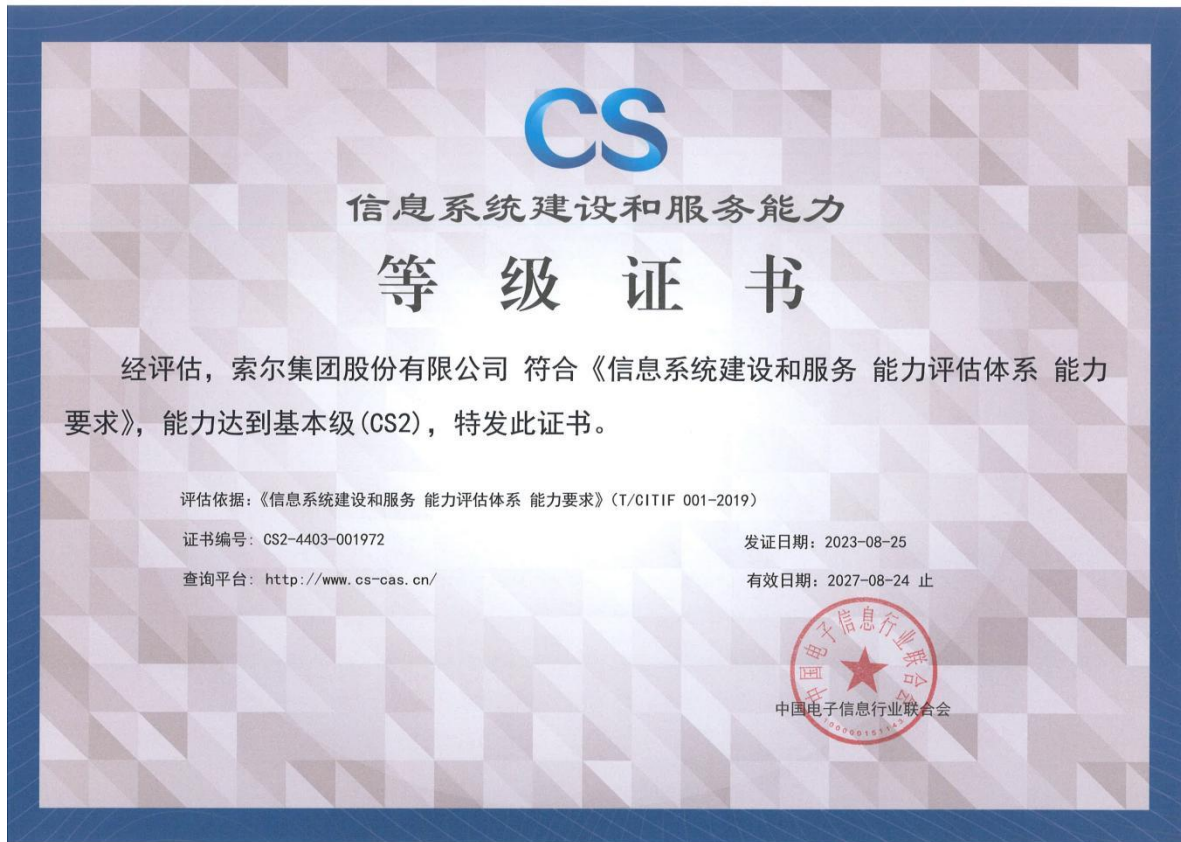 CS
信息系统建设和服务能力
等级证书
经评估，索尔集团股份有限公司 符合《信息系统建设和服务 能力评估体系 能力
要求》，能力达到基本级(CS2)，特发此证书。
评估依据：《信息系统建设和服务 能力评估体系 能力要求》(T/CITIF 001-2019)
证书编号：CS2-4403-001972
发证日期：2023-08-25
查询平台：http://www.cs-cas.cn/
有效日期：2027-08-24 止
中国电子信息行业联合会
中国电子信息行业联合会